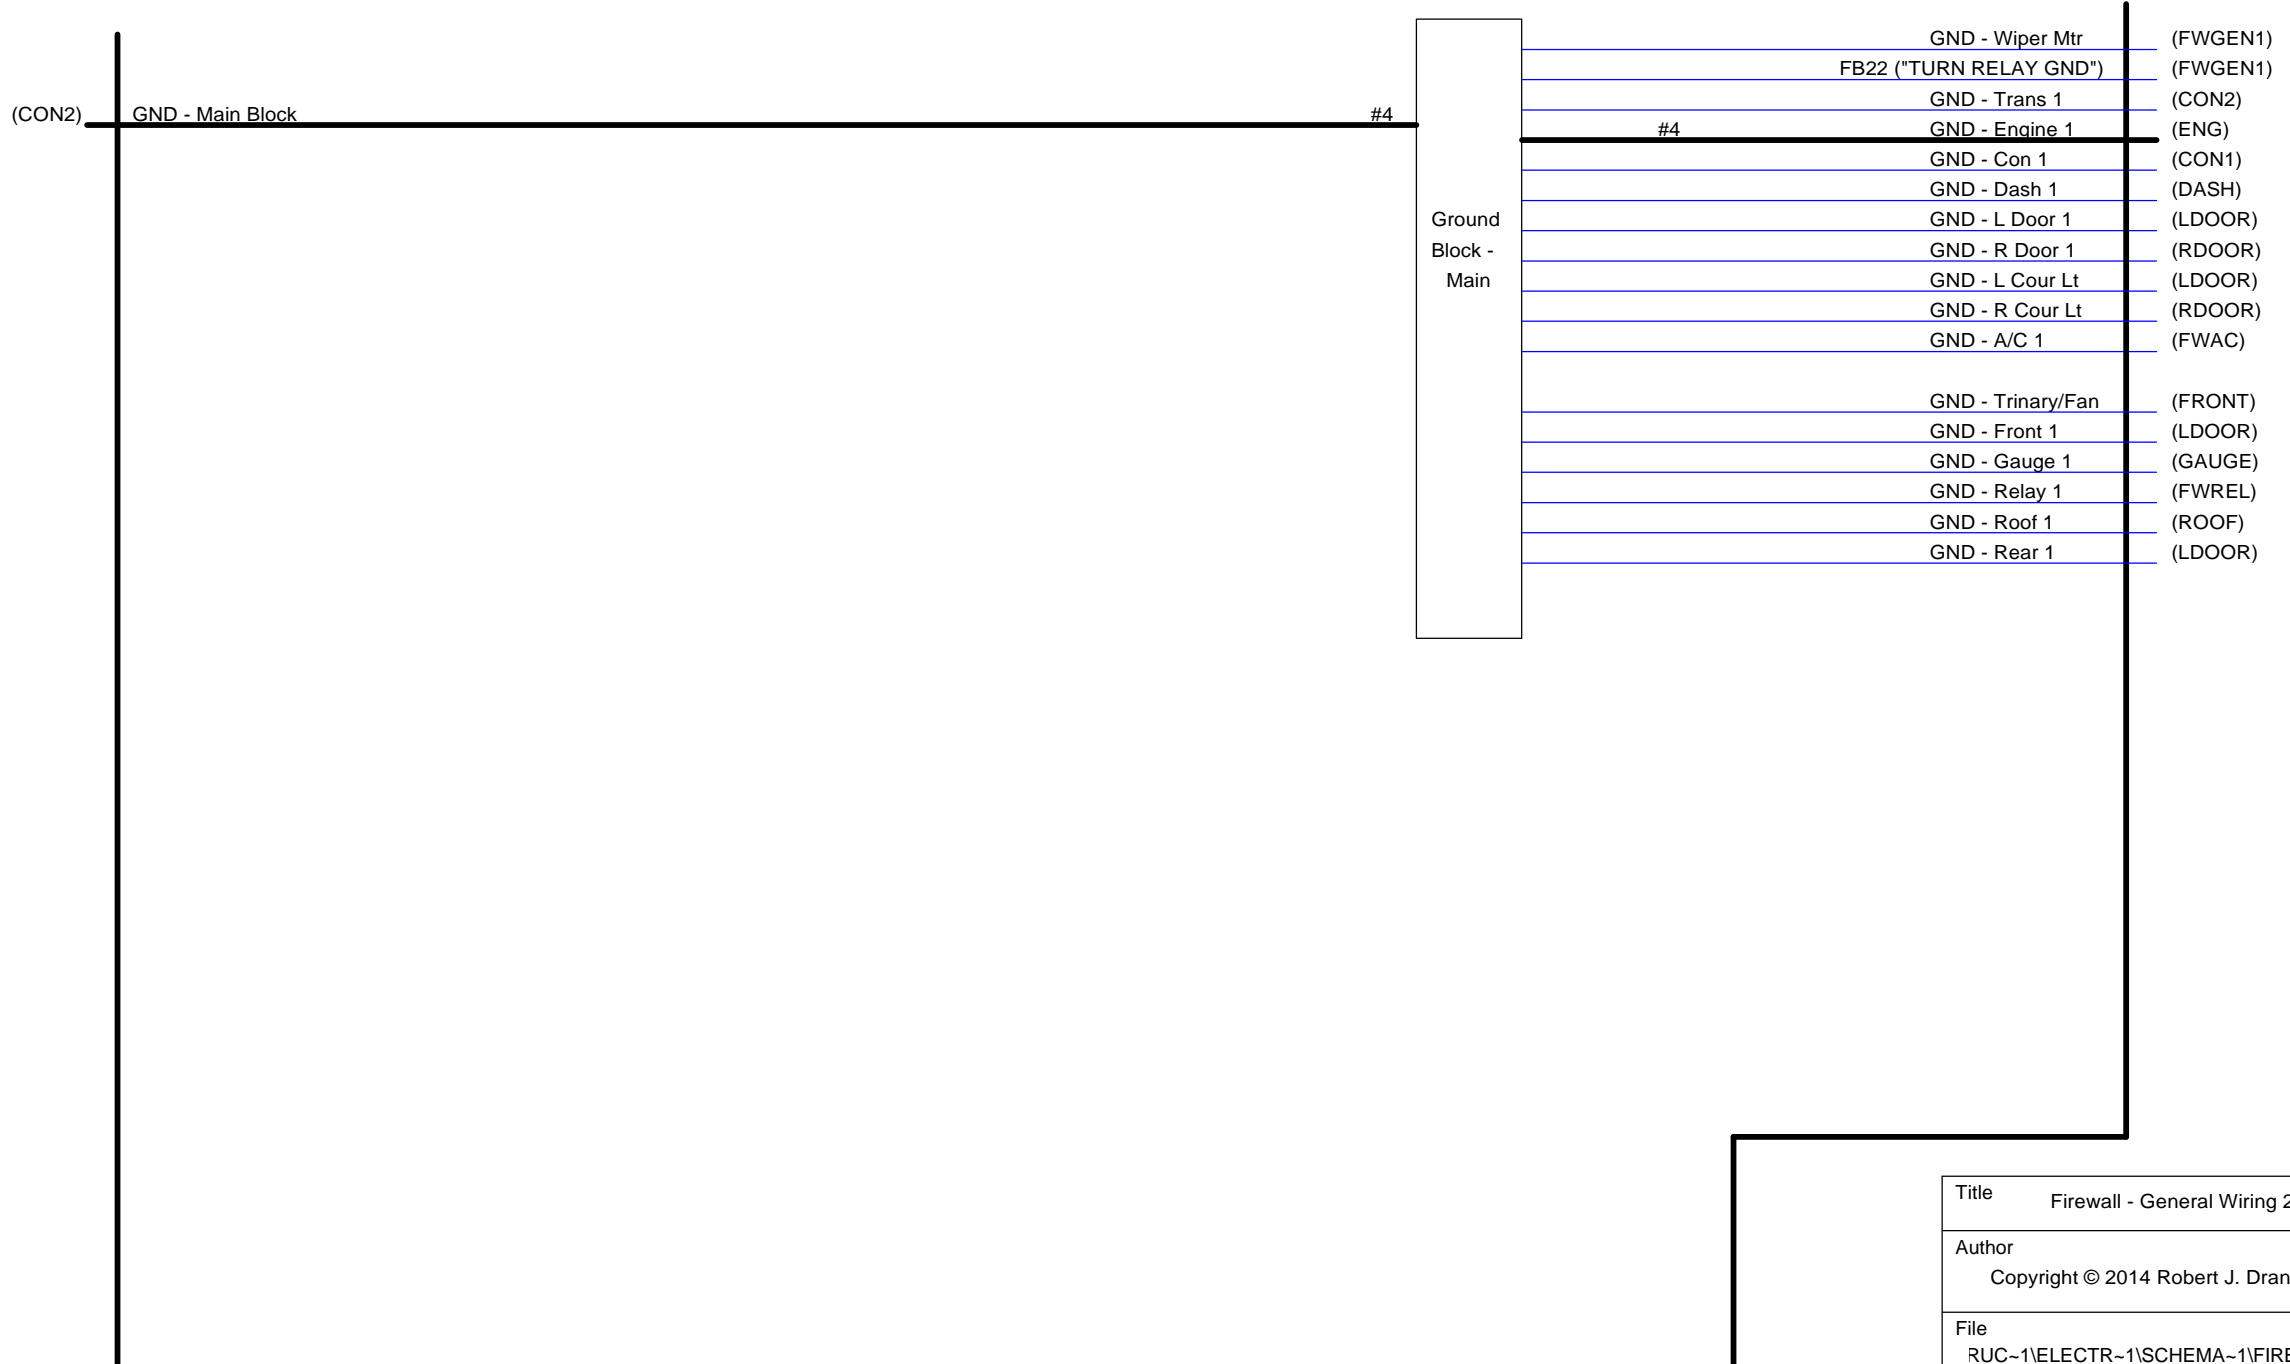 GND - Wiper Mtr (FWGEN1)
FB22 ("TURN RELAY GND") (FWGEN1)
GND - Trans 1 (CON2)
(CON2) GND - Main Block #4
#4 GND - Engine 1 (ENG)
GND - Con 1 (CON1)
GND - Dash 1 (DASH)
Ground
Block -
Main
GND - L Door 1 (LDOOR)
GND - R Door 1 (RDOOR)
GND - L Cour Lt (LDOOR)
GND - R Cour Lt (RDOOR)
GND - A/C 1 (FWAC)
GND - Trinary/Fan (FRONT)
GND - Front 1 (LDOOR)
GND - Gauge 1 (GAUGE)
GND - Relay 1 (FWREL)
GND - Roof 1 (ROOF)
GND - Rear 1 (LDOOR)
Title Firewall - General Wiring 2
Author
Copyright © 2014 Robert J. Dran
File
RUC~1\ELECTR~1\SCHEMA~1\FIRE